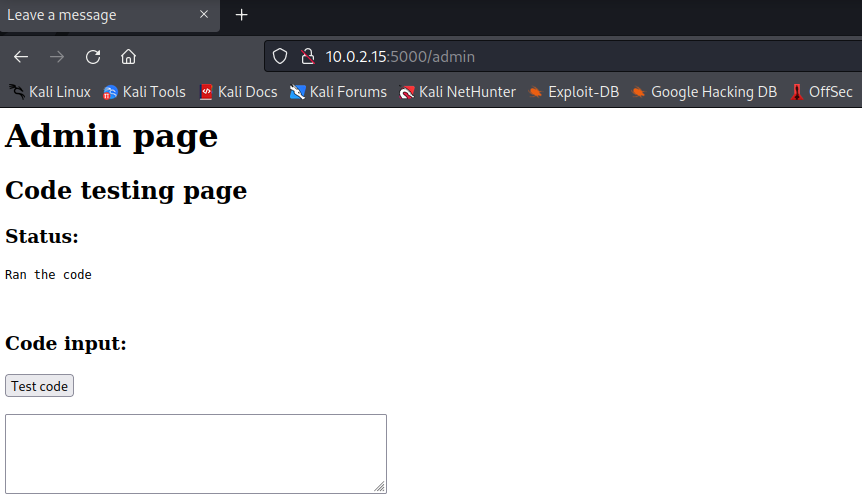 Leave a message
10.0.2.15:5000/admin
Kali Linux Kali Tools Kali Docs Kali Forums Kali NetHunter Exploit-DB Google Hacking DB OffSec
Admin page
Code testing page
Status:
Ran the code
Code input:
Test code